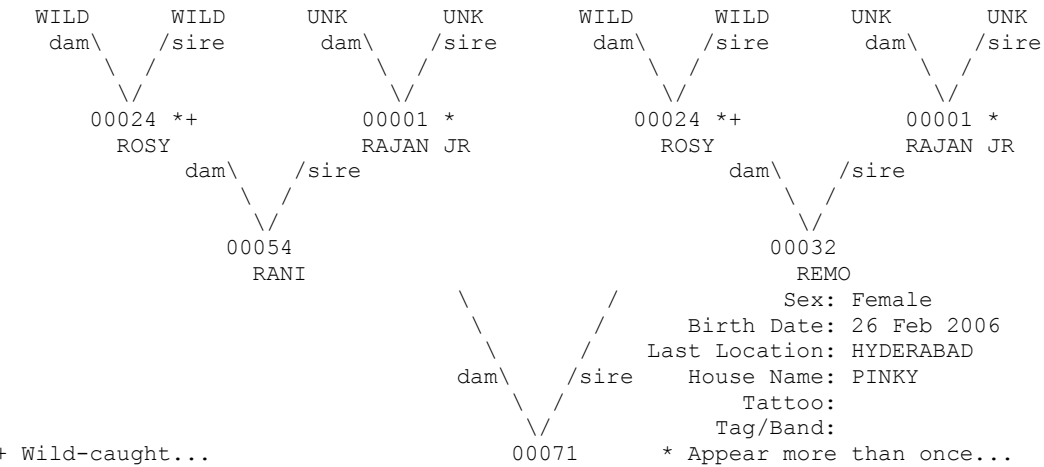 WILD WILD UNK UNK WILD WILD UNK UNK
dam\ /sire dam\ /sire dam\ /sire dam\ /sire
\ / \ / \ / \ /
\/ \/ \/ \/
00024 *+ 00001 * 00024 *+ 00001 *
ROSY RAJAN JR ROSY RAJAN JR
dam\ /sire dam\ /sire
\ / \ /
\/ \/
00054 00032
RANI REMO
\ / Sex: Female
\ / Birth Date: 26 Feb 2006
\ / Last Location: HYDERABAD
dam\ /sire House Name: PINKY
\ / Tattoo:
\/ Tag/Band:
+ Wild-caught... 00071 * Appear more than once...